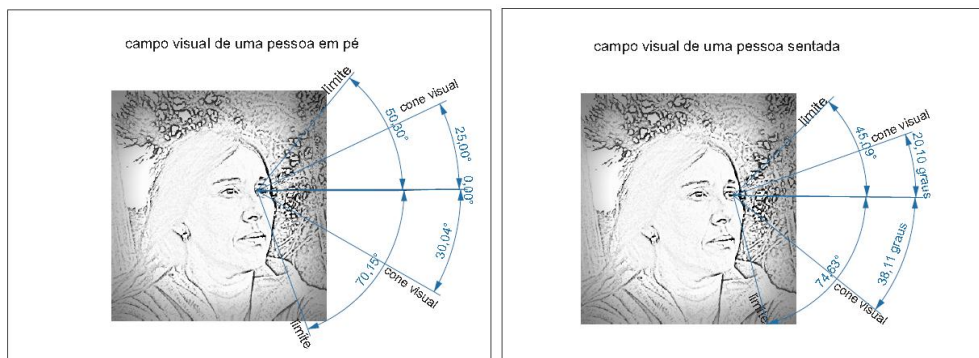 campo visual de uma pessoa em pé
limite
cone visual
50,30°
25,00°
0,00°
30,04°
70,15°
cone visual
limite
campo visual de uma pessoa sentada
limite
cone visual
45,09°
20,10 graus
38,11 graus
74,63°
cone visual
limite